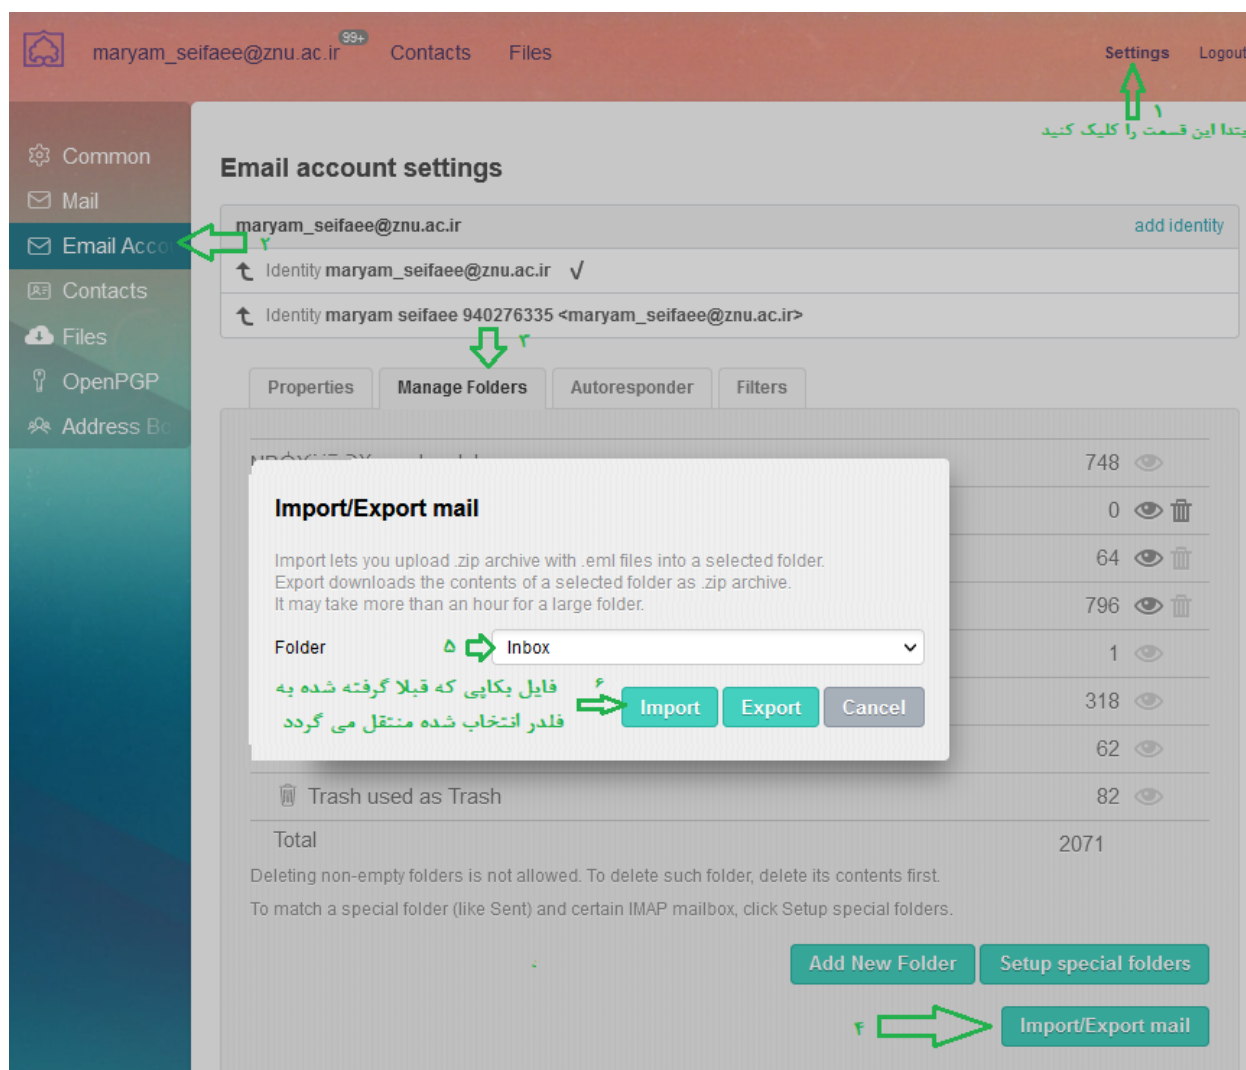 maryam_seifaee@znu.ac.ir 99+ Contacts Files Settings Logout
۱
بتدا این قسمت را کلیک کنید
Common
Mail
Email Acco
Contacts
Files
OpenPGP
Address Bo
Email account settings
maryam_seifaee@znu.ac.ir add identity
۲
Identity maryam_seifaee@znu.ac.ir √
Identity maryam seifaee 940276335 <maryam_seifaee@znu.ac.ir>
۳
Properties Manage Folders Autoresponder Filters
748
0
64
796
1
318
62
Import/Export mail
Import lets you upload .zip archive with .eml files into a selected folder.
Export downloads the contents of a selected folder as .zip archive.
It may take more than an hour for a large folder.
Folder ۵ Inbox
فایل بکاپی که قبلا گرفته شده به ۶
فلدر انتخاب شده منتقل می گردد
Import Export Cancel
Trash used as Trash 82
Total 2071
Deleting non-empty folders is not allowed. To delete such folder, delete its contents first.
To match a special folder (like Sent) and certain IMAP mailbox, click Setup special folders.
Add New Folder Setup special folders
۴ Import/Export mail